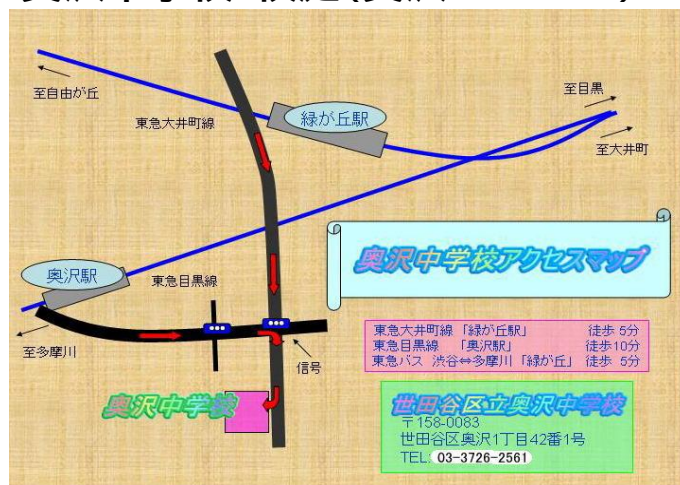 至自由が丘
東急大井町線
緑が丘駅
至目黒
至大井町
奥沢中学校アクセスマップ
奥沢駅
東急目黒線
至多摩川
信号
東急大井町線「緑が丘駅」 徒歩 5分
東急目黒線 「奥沢駅」 徒歩10分
東急バス 渋谷⇔多摩川「緑が丘」 徒歩 5分
奥沢中学校
世田谷区立奥沢中学校
〒158-0083
世田谷区奥沢1丁目42番1号
TEL: 03-3726-2561